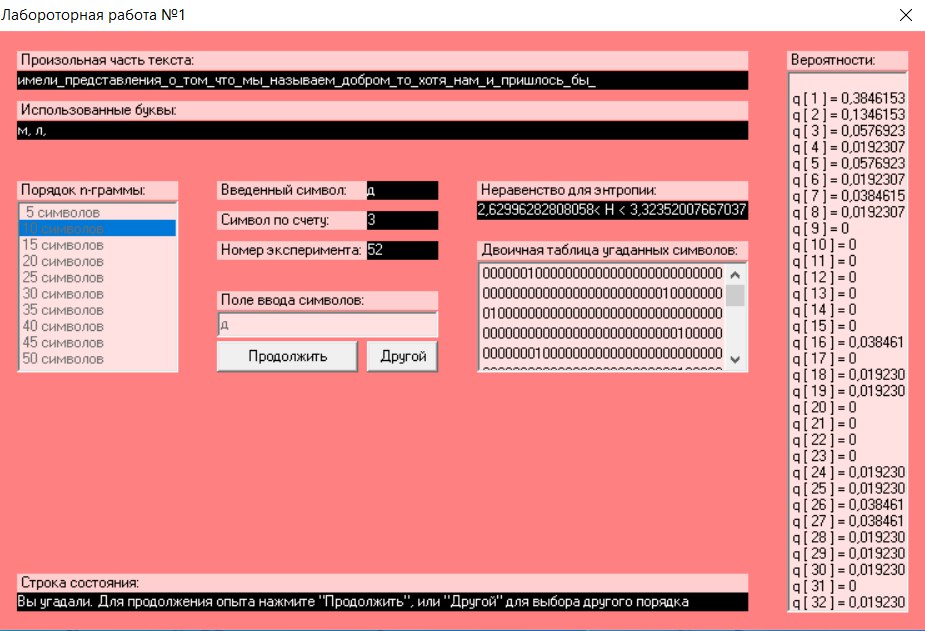 Лабороторная работа №1
Произольная часть текста:
имели_представления_о_том_что_мы_называем_добром_то_хотя_нам_и_пришлось_бы_
Использованные буквы:
м, л,
Порядок n-граммы:
5 символов
10 символов
15 символов
20 символов
25 символов
30 символов
35 символов
40 символов
45 символов
50 символов
Введенный символ: д
Символ по счету: 3
Номер эксперимента: 52
Поле ввода символов:
д
Продолжить
Другой
Неравенство для энтропии:
2,62996282808058< H < 3,32352007667037
Двоичная таблица угаданных символов:
00000010000000000000000000000000
00000000000000000000000010000000
01000000000000000000000000000000
00000000000000000000000000100000
00000001000000000000000000000000
Строка состояния:
Вы угадали. Для продолжения опыта нажмите "Продолжить", или "Другой" для выбора другого порядка
Вероятности:
q [ 1 ] = 0,3846153
q [ 2 ] = 0,1346153
q [ 3 ] = 0,0576923
q [ 4 ] = 0,0192307
q [ 5 ] = 0,0576923
q [ 6 ] = 0,0192307
q [ 7 ] = 0,0384615
q [ 8 ] = 0,0192307
q [ 9 ] = 0
q [ 10 ] = 0
q [ 11 ] = 0
q [ 12 ] = 0
q [ 13 ] = 0
q [ 14 ] = 0
q [ 15 ] = 0
q [ 16 ] = 0,038461
q [ 17 ] = 0
q [ 18 ] = 0,019230
q [ 19 ] = 0,019230
q [ 20 ] = 0
q [ 21 ] = 0
q [ 22 ] = 0
q [ 23 ] = 0
q [ 24 ] = 0,019230
q [ 25 ] = 0,019230
q [ 26 ] = 0,038461
q [ 27 ] = 0,038461
q [ 28 ] = 0,019230
q [ 29 ] = 0,019230
q [ 30 ] = 0,019230
q [ 31 ] = 0
q [ 32 ] = 0,019230